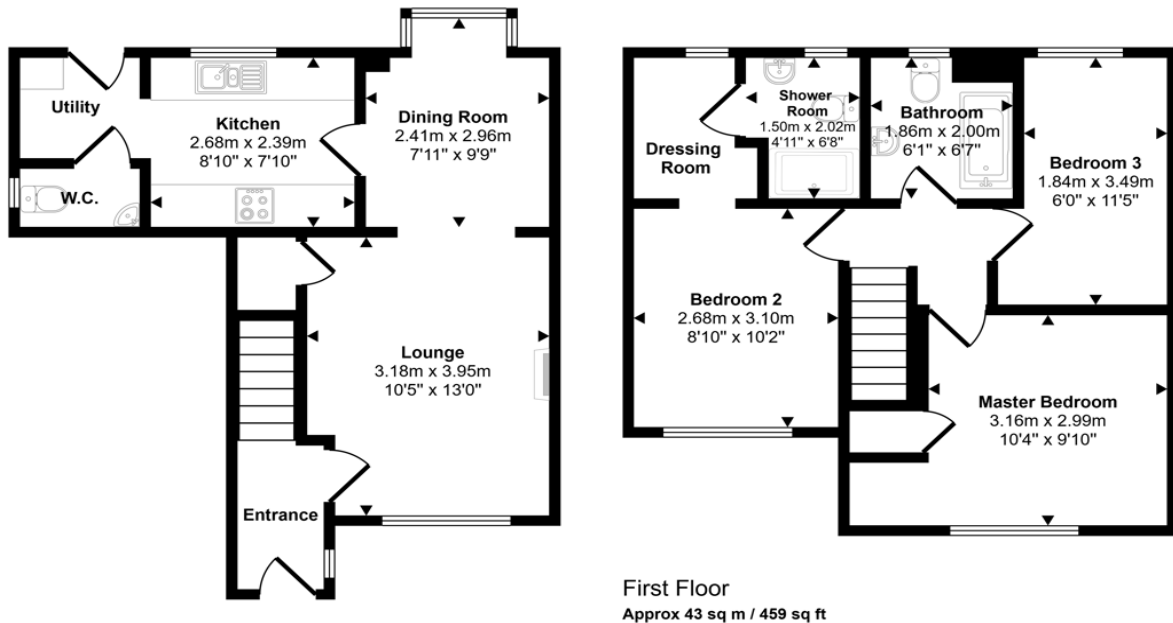 Utility
Kitchen
2.68m x 2.39m
8'10" x 7'10"
Dining Room
2.41m x 2.96m
7'11" x 9'9"
W.C.
Lounge
3.18m x 3.95m
10'5" x 13'0"
Entrance
Shower
Room
1.50m x 2.02m
4'11" x 6'8"
Bathroom
1.86m x 2.00m
6'1" x 6'7"
Dressing
Room
Bedroom 3
1.84m x 3.49m
6'0" x 11'5"
Bedroom 2
2.68m x 3.10m
8'10" x 10'2"
Master Bedroom
3.16m x 2.99m
10'4" x 9'10"
First Floor
Approx 43 sq m / 459 sq ft